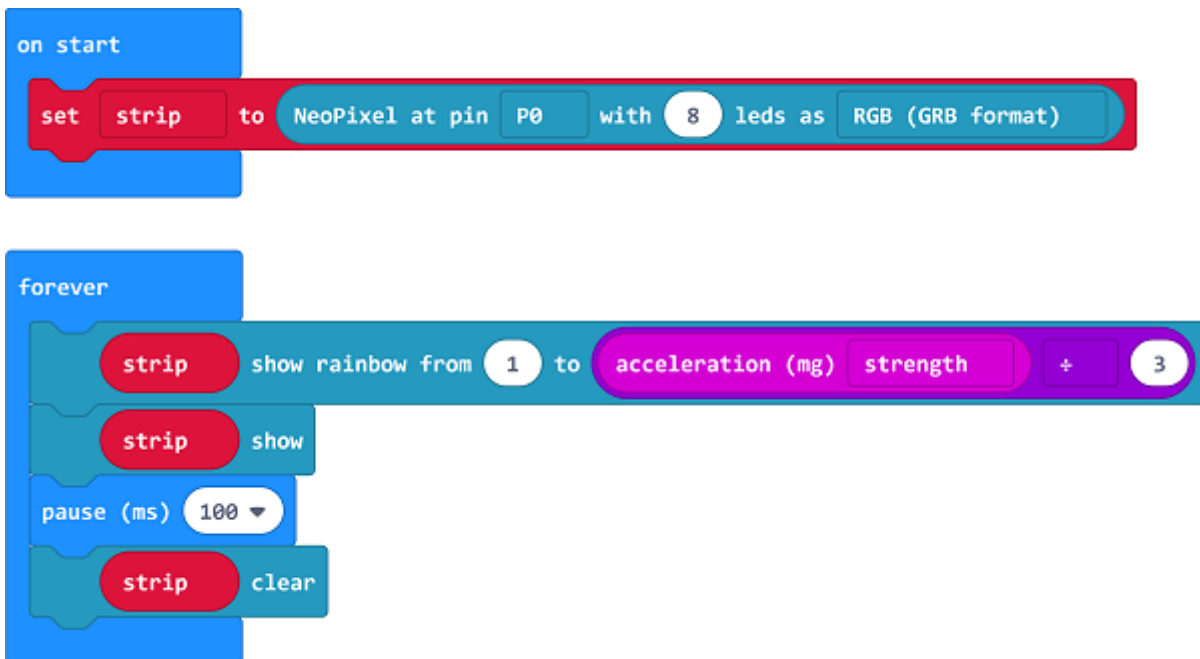 on start
set strip to NeoPixel at pin P0 with 8 leds as RGB (GRB format)
forever
strip show rainbow from 1 to acceleration (mg) strength ÷ 3
strip show
pause (ms) 100
strip clear